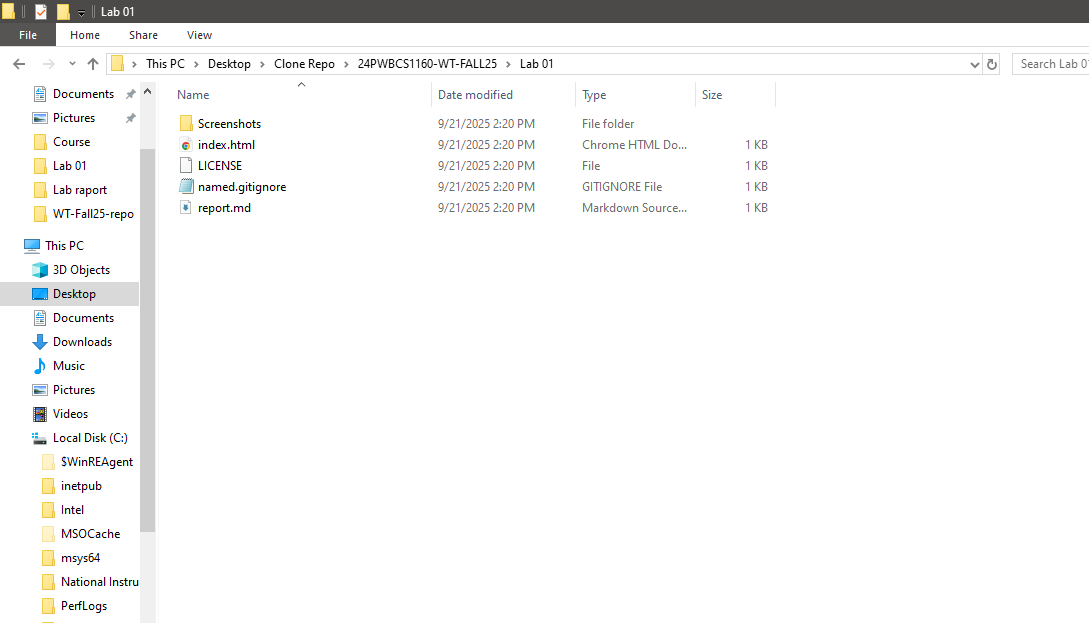 Lab 01
File Home Share View
This PC Desktop Clone Repo 24PWBCS1160-WT-FALL25 Lab 01
Search Lab 01
Documents
Pictures
Course
Lab 01
Lab raport
WT-Fall25-repo
This PC
3D Objects
Desktop
Documents
Downloads
Music
Pictures
Videos
Local Disk (C:)
$WinREAgent
inetpub
Intel
MSOCache
msys64
National Instru
PerfLogs
Name Date modified Type Size
Screenshots 9/21/2025 2:20 PM File folder
index.html 9/21/2025 2:20 PM Chrome HTML Do... 1 KB
LICENSE 9/21/2025 2:20 PM File 1 KB
named.gitignore 9/21/2025 2:20 PM GITIGNORE File 1 KB
report.md 9/21/2025 2:20 PM Markdown Source... 1 KB